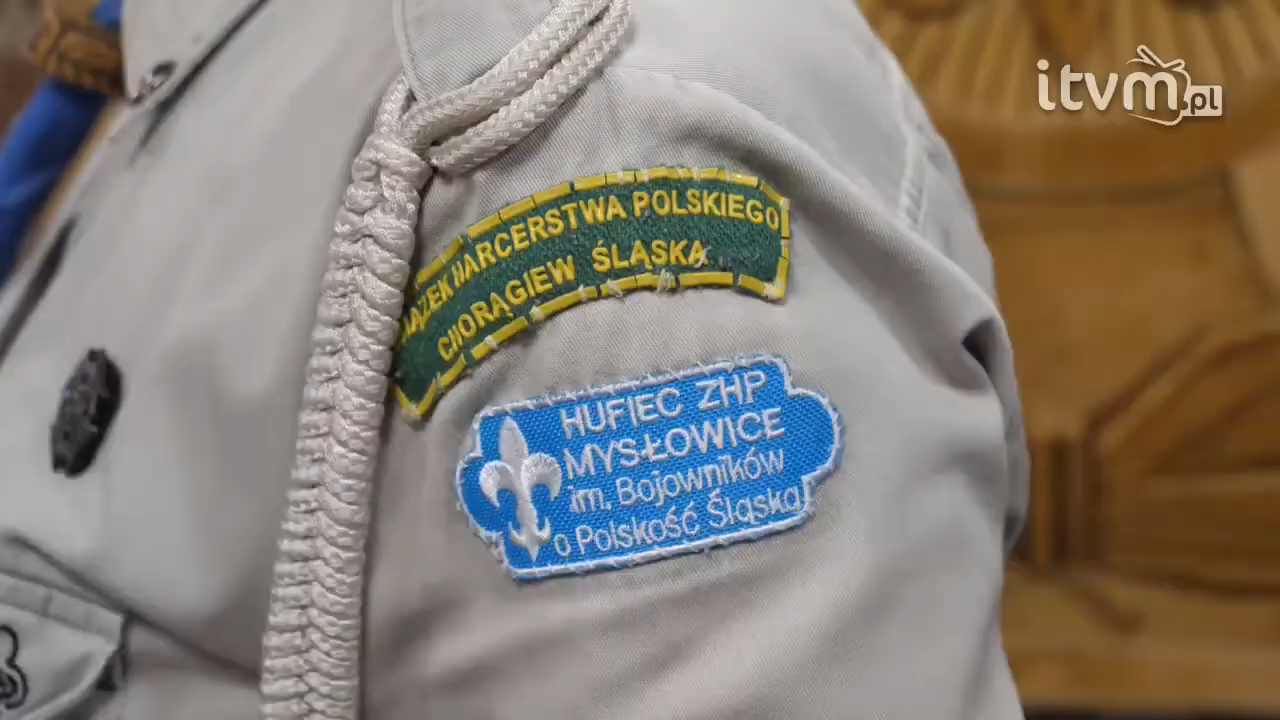 itvm.pl
HARCERSTWA POLSKIEGO
CHORĄGIEW ŚLĄSKA
HUFIEC ZHP
MYSŁOWICE
im. Bojowników
o Polskość Śląska